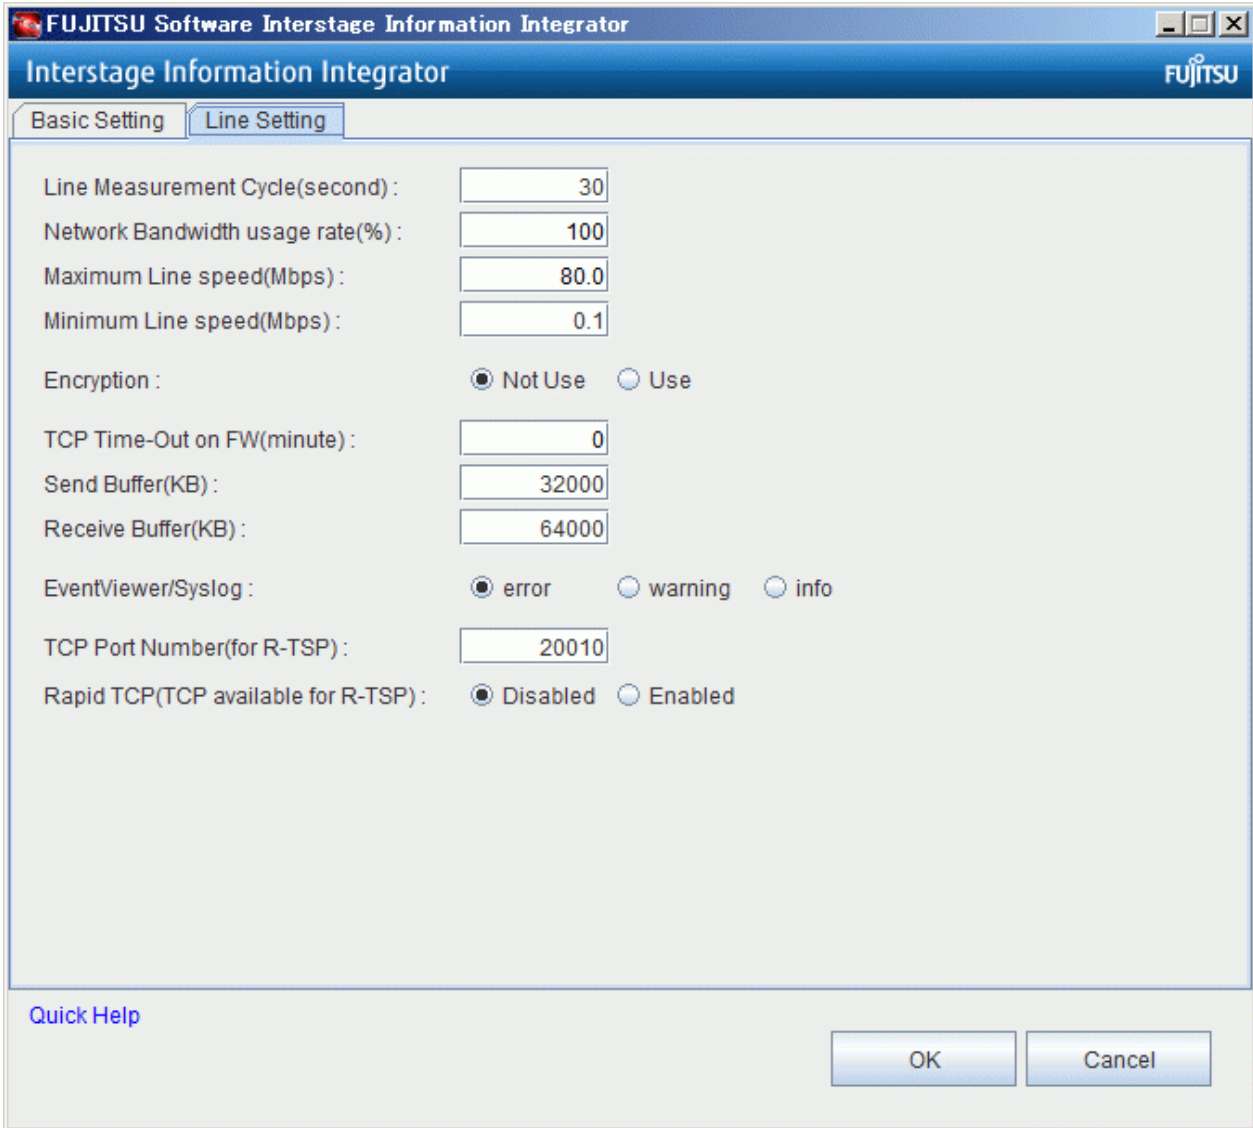 FUJITSU Software Interstage Information Integrator
Interstage Information Integrator
FUJITSU
Basic Setting
Line Setting
Line Measurement Cycle(second) : 30
Network Bandwidth usage rate(%) : 100
Maximum Line speed(Mbps) : 80.0
Minimum Line speed(Mbps) : 0.1
Encryption : Not Use Use
TCP Time-Out on FW(minute) : 0
Send Buffer(KB) : 32000
Receive Buffer(KB) : 64000
EventViewer/Syslog : error warning info
TCP Port Number(for R-TSP) : 20010
Rapid TCP(TCP available for R-TSP) : Disabled Enabled
Quick Help
OK
Cancel